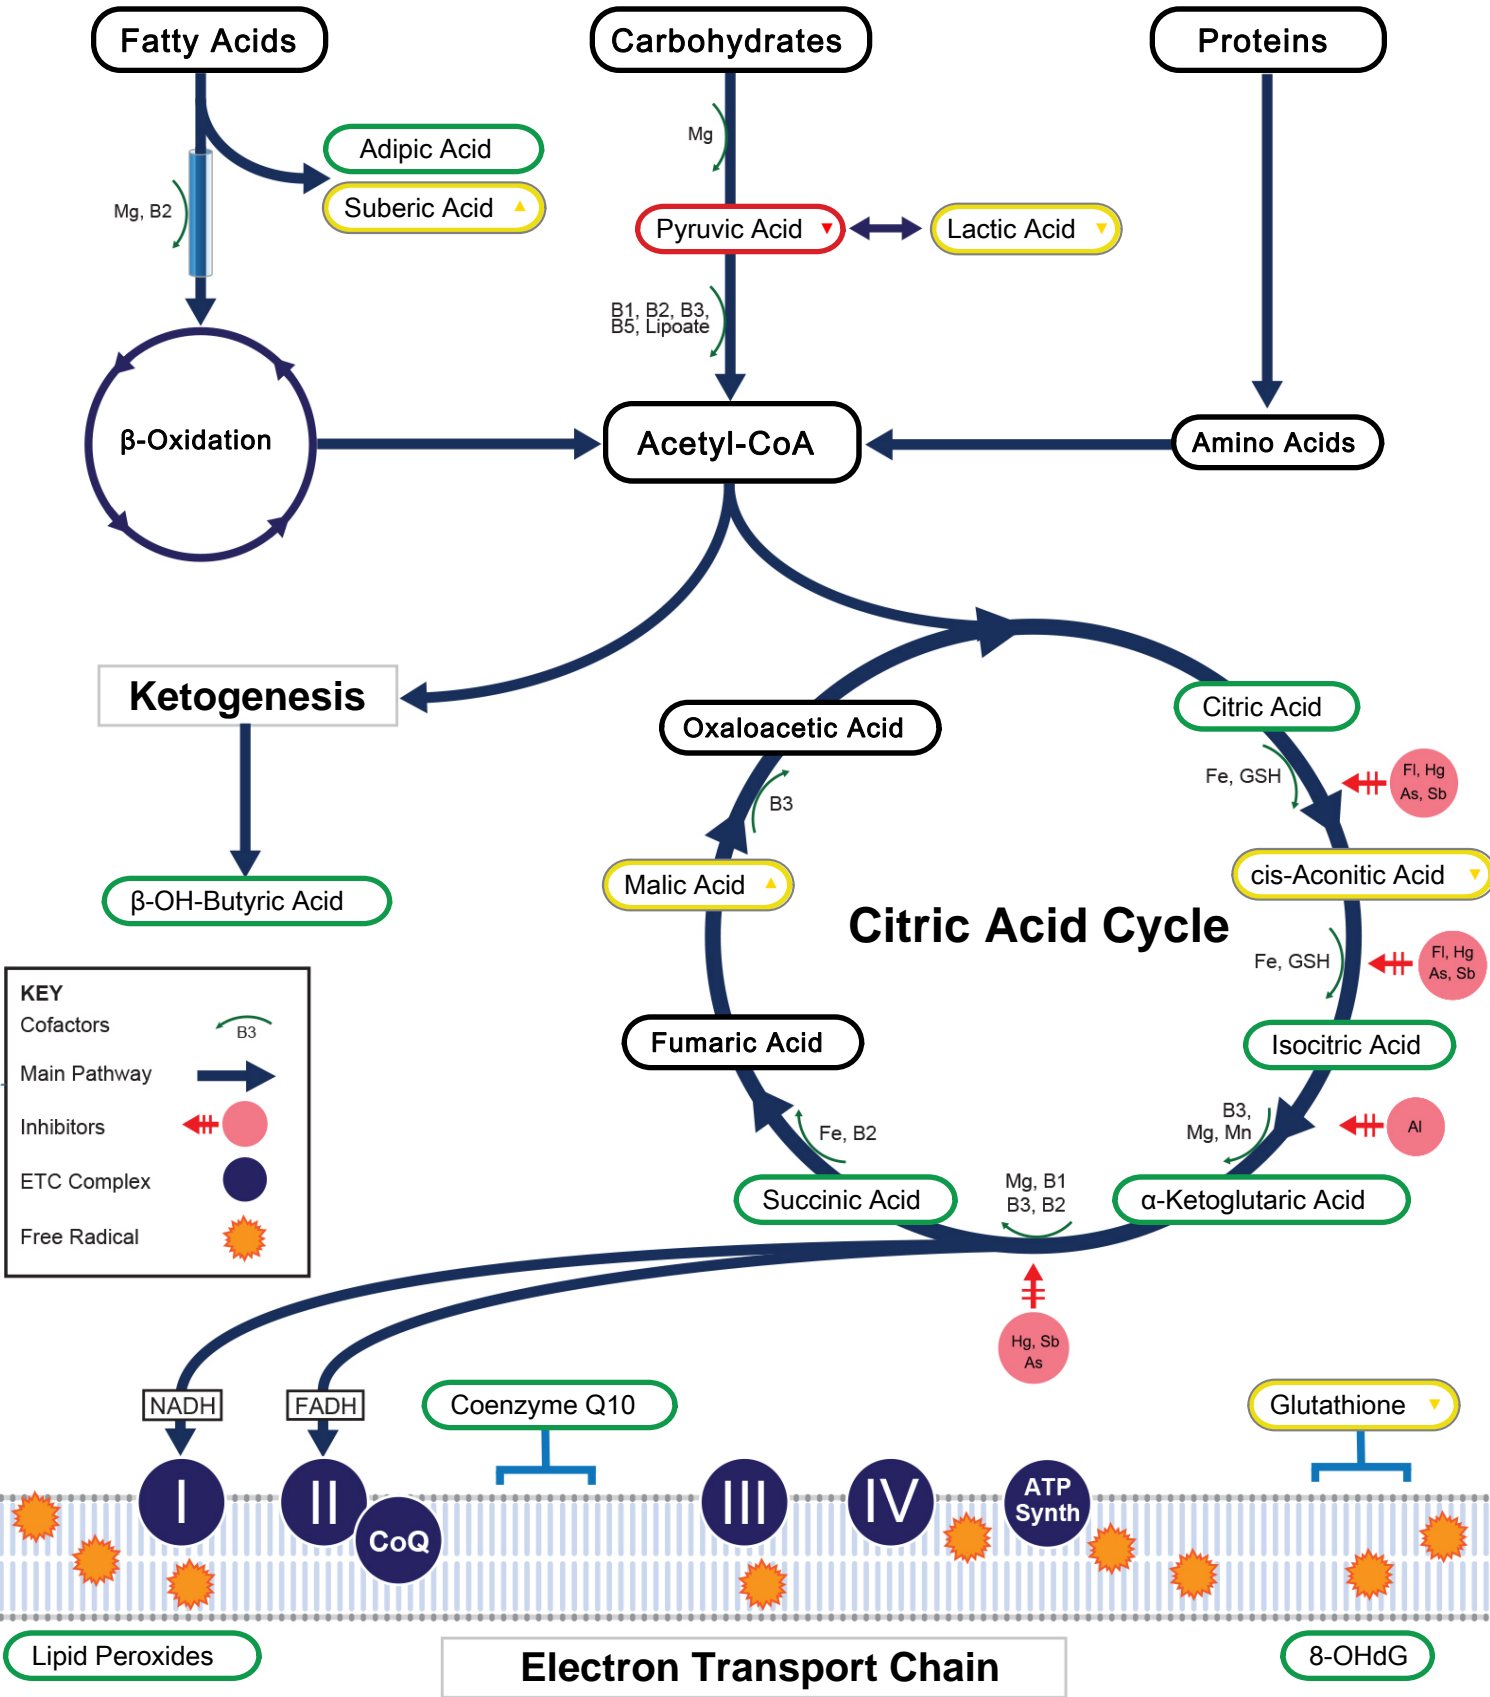 Fatty Acids
Carbohydrates
Proteins
Adipic Acid
Suberic Acid
Mg, B2
Mg
Pyruvic Acid
Lactic Acid
B1, B2, B3,
B5, Lipoate
β-Oxidation
Acetyl-CoA
Amino Acids
Ketogenesis
β-OH-Butyric Acid
Oxaloacetic Acid
Citric Acid
Fe, GSH
Fl, Hg
As, Sb
B3
Malic Acid
cis-Aconitic Acid
Citric Acid Cycle
Fe, GSH
Fl, Hg
As, Sb
Fumaric Acid
Isocitric Acid
B3,
Mg, Mn
Al
Fe, B2
Succinic Acid
Mg, B1
B3, B2
α-Ketoglutaric Acid
Hg, Sb
As
KEY
Cofactors
B3
Main Pathway
Inhibitors
ETC Complex
Free Radical
NADH
FADH
Coenzyme Q10
Glutathione
I
II
CoQ
III
IV
ATP
Synth
Lipid Peroxides
Electron Transport Chain
8-OHdG